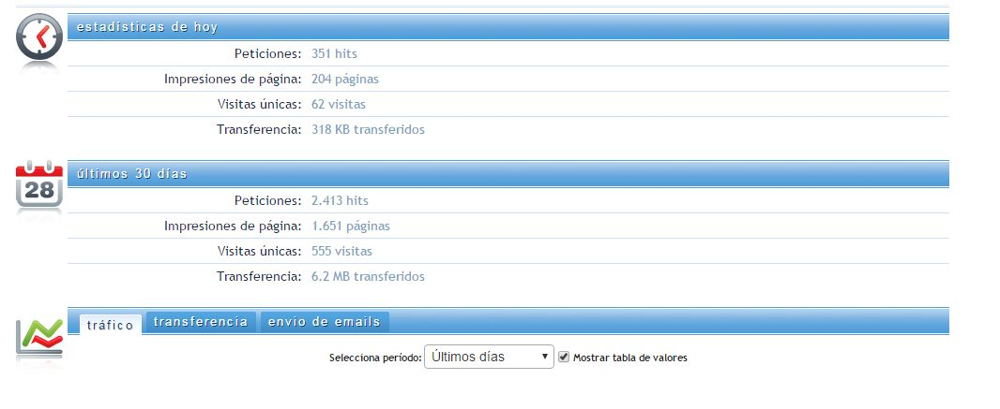 estadísticas de hoy
Peticiones: 351 hits
Impresiones de página: 204 páginas
Visitas únicas: 62 visitas
Transferencia: 318 KB transferidos
28
últimos 30 días
Peticiones: 2.413 hits
Impresiones de página: 1.651 páginas
Visitas únicas: 555 visitas
Transferencia: 6.2 MB transferidos
tráfico transferencia envio de emails
Selecciona período: Últimos días Mostrar tabla de valores